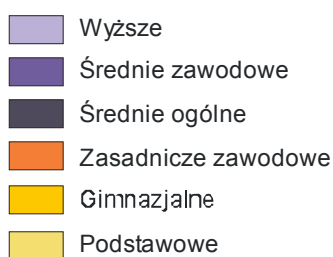 Wyższe
Średnie zawodowe
Średnie ogólne
Zasadnicze zawodowe
Gimnazjalne
Podstawowe